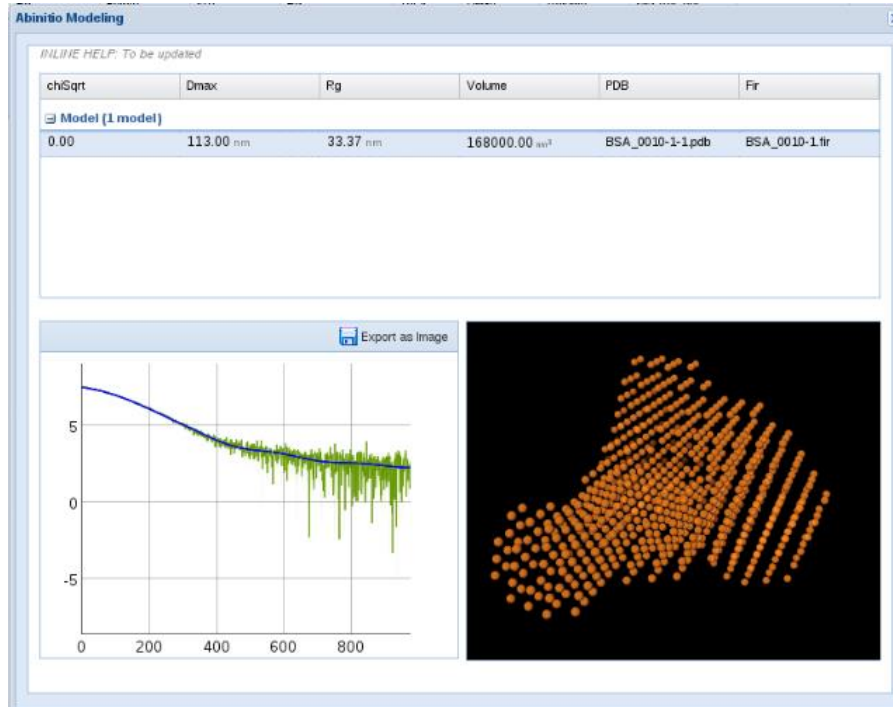 Abinitio Modeling
INLINE HELP: To be updated
chiSqrt Dmax Rg Volume PDB Fir
Model (1 model)
0.00 113.00 nm 33.37 nm 168000.00 nm³ BSA_0010-1-1.pdb BSA_0010-1.fir
Export as Image
5
0
-5
0 200 400 600 800